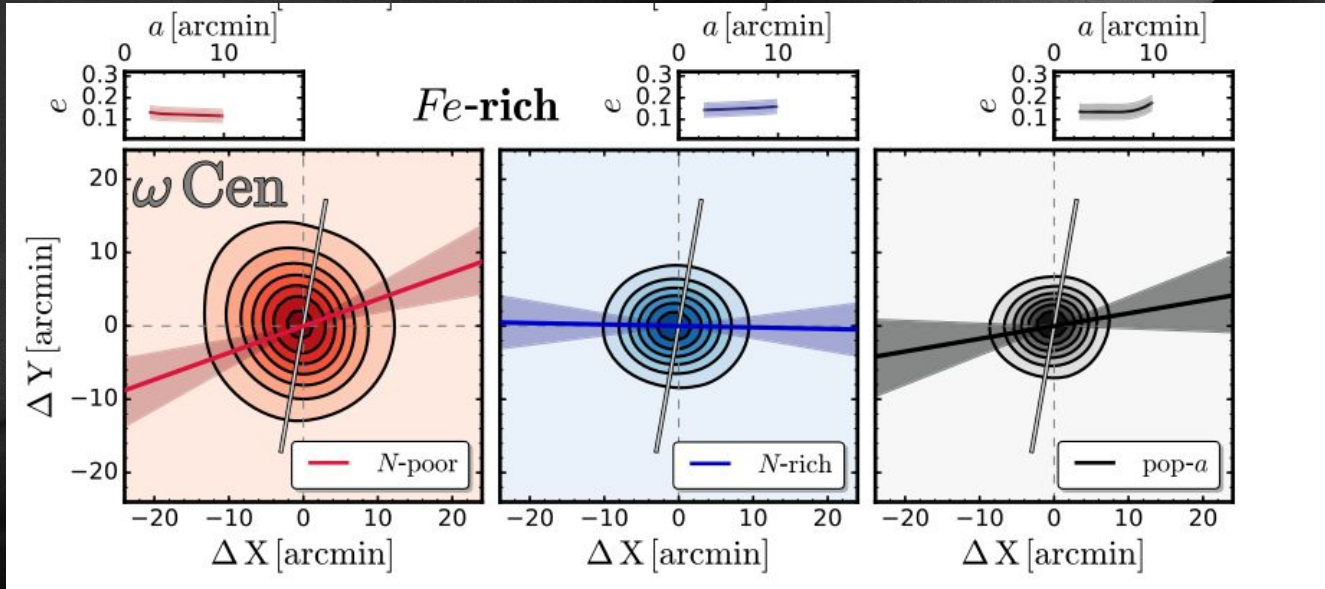 a [arcmin] a [arcmin] a [arcmin]
0 10 0 10 0 10
0.3 0.3 0.3
e 0.2 Fe-rich e 0.2 e 0.2
0.1 0.1 0.1
ω Cen
20
10
Δ Y [arcmin] 0
−10
−20
N-poor N-rich pop-a
−20 −10 0 10 20 −20 −10 0 10 20 −20 −10 0 10 20
Δ X [arcmin] Δ X [arcmin] Δ X [arcmin]